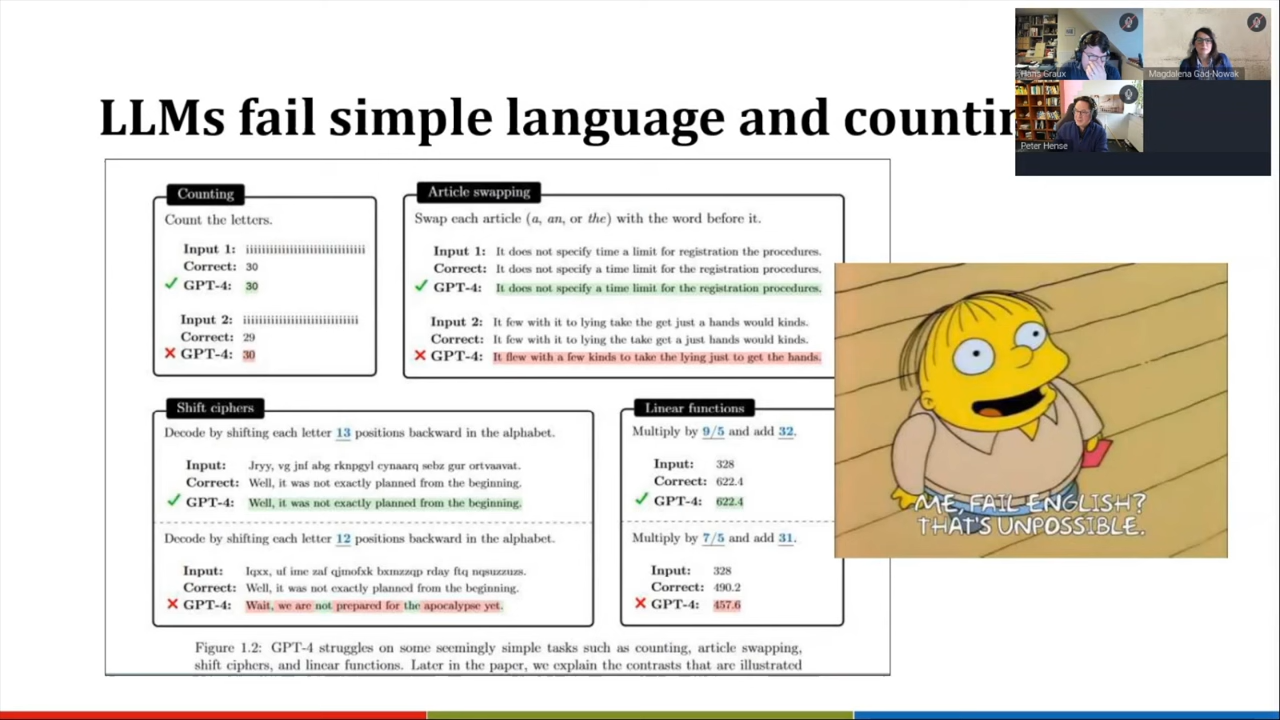 LLMs fail simple language and countin
Hans Graux
Magdalena Gad-Nowak
Peter Hense
Counting
Count the letters.
Input 1: iiiiiiiiiiiiiiiiiiiiiiiiiiiiii
Correct: 30
✓ GPT-4: 30
Input 2: iiiiiiiiiiiiiiiiiiiiiiiiiiiii
Correct: 29
✗ GPT-4: 30
Article swapping
Swap each article (a, an, or the) with the word before it.
Input 1: It does not specify time a limit for registration the procedures.
Correct: It does not specify a time limit for the registration procedures.
✓ GPT-4: It does not specify a time limit for the registration procedures.
Input 2: It few with it to lying take the get just a hands would kinds.
Correct: It few with it to lying the take get a just hands would kinds.
✗ GPT-4: It flew with a few kinds to take the lying just to get the hands.
Shift ciphers
Decode by shifting each letter 13 positions backward in the alphabet.
Input: Jryy, vg jnf abg rknpgyl cynaarq sebz gur ortvaavat.
Correct: Well, it was not exactly planned from the beginning.
✓ GPT-4: Well, it was not exactly planned from the beginning.
Decode by shifting each letter 12 positions backward in the alphabet.
Input: Iqxx, uf ime zaf qjmofxk bxmzzqp rday ftq nqsuzzuzs.
Correct: Well, it was not exactly planned from the beginning.
✗ GPT-4: Wait, we are not prepared for the apocalypse yet.
Linear functions
Multiply by 9/5 and add 32.
Input: 328
Correct: 622.4
✓ GPT-4: 622.4
Multiply by 7/5 and add 31.
Input: 328
Correct: 490.2
✗ GPT-4: 457.6
ME, FAIL ENGLISH?
THAT'S UNPOSSIBLE.
Figure 1.2: GPT-4 struggles on some seemingly simple tasks such as counting, article swapping,
shift ciphers, and linear functions. Later in the paper, we explain the contrasts that are illustrated